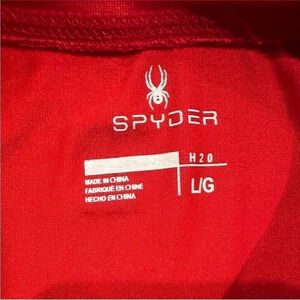 SPYDER
H20
MADE IN CHINA
FABRIQUÉ EN CHINE
HECHO EN CHINA
L/G